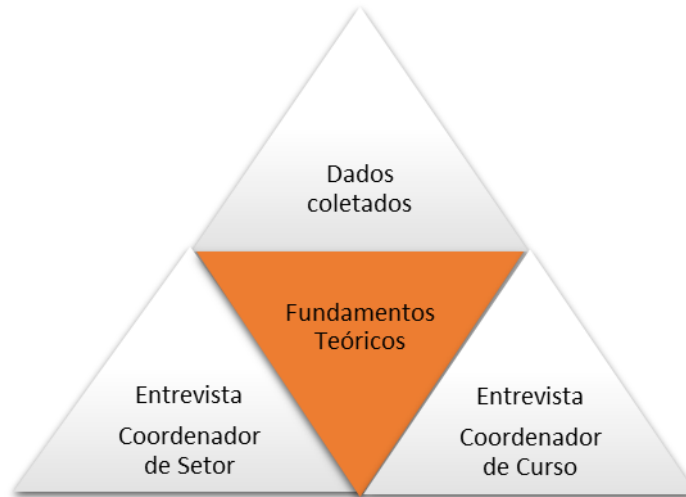 Dados
coletados
Fundamentos
Teóricos
Entrevista
Coordenador
de Setor
Entrevista
Coordenador
de Curso